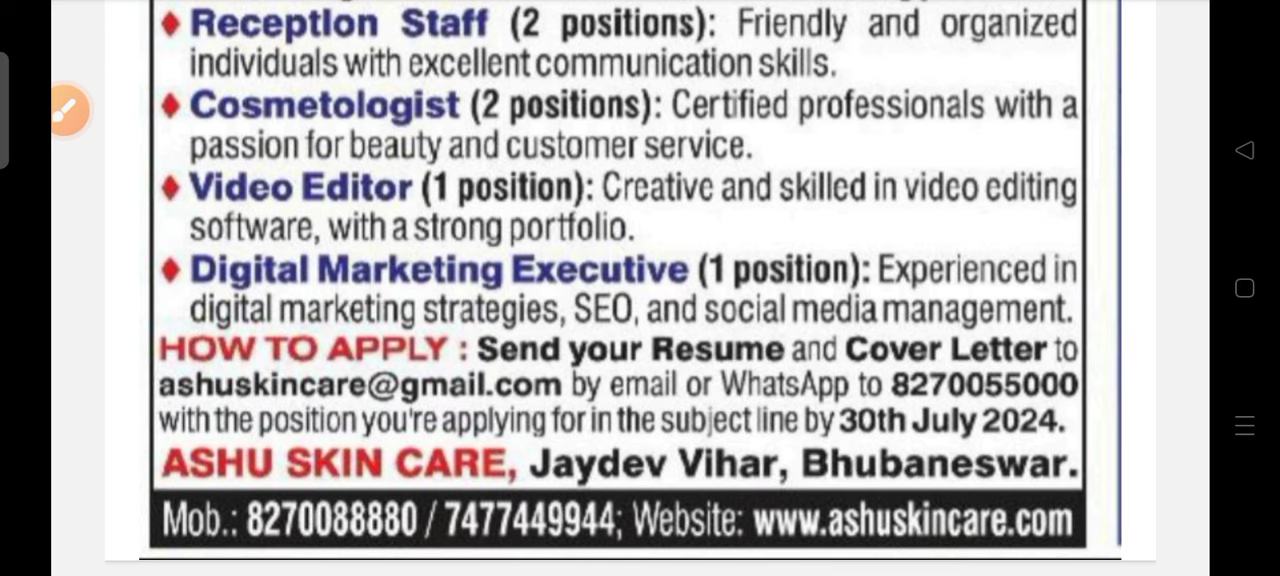 ♦ Reception Staff (2 positions): Friendly and organized
individuals with excellent communication skills.
♦ Cosmetologist (2 positions): Certified professionals with a
passion for beauty and customer service.
♦ Video Editor (1 position): Creative and skilled in video editing
software, with a strong portfolio.
♦ Digital Marketing Executive (1 position): Experienced in
digital marketing strategies, SEO, and social media management.
HOW TO APPLY : Send your Resume and Cover Letter to
ashuskincare@gmail.com by email or WhatsApp to 8270055000
with the position you're applying for in the subject line by 30th July 2024.
ASHU SKIN CARE, Jaydev Vihar, Bhubaneswar.
Mob.: 8270088880 / 7477449944; Website: www.ashuskincare.com